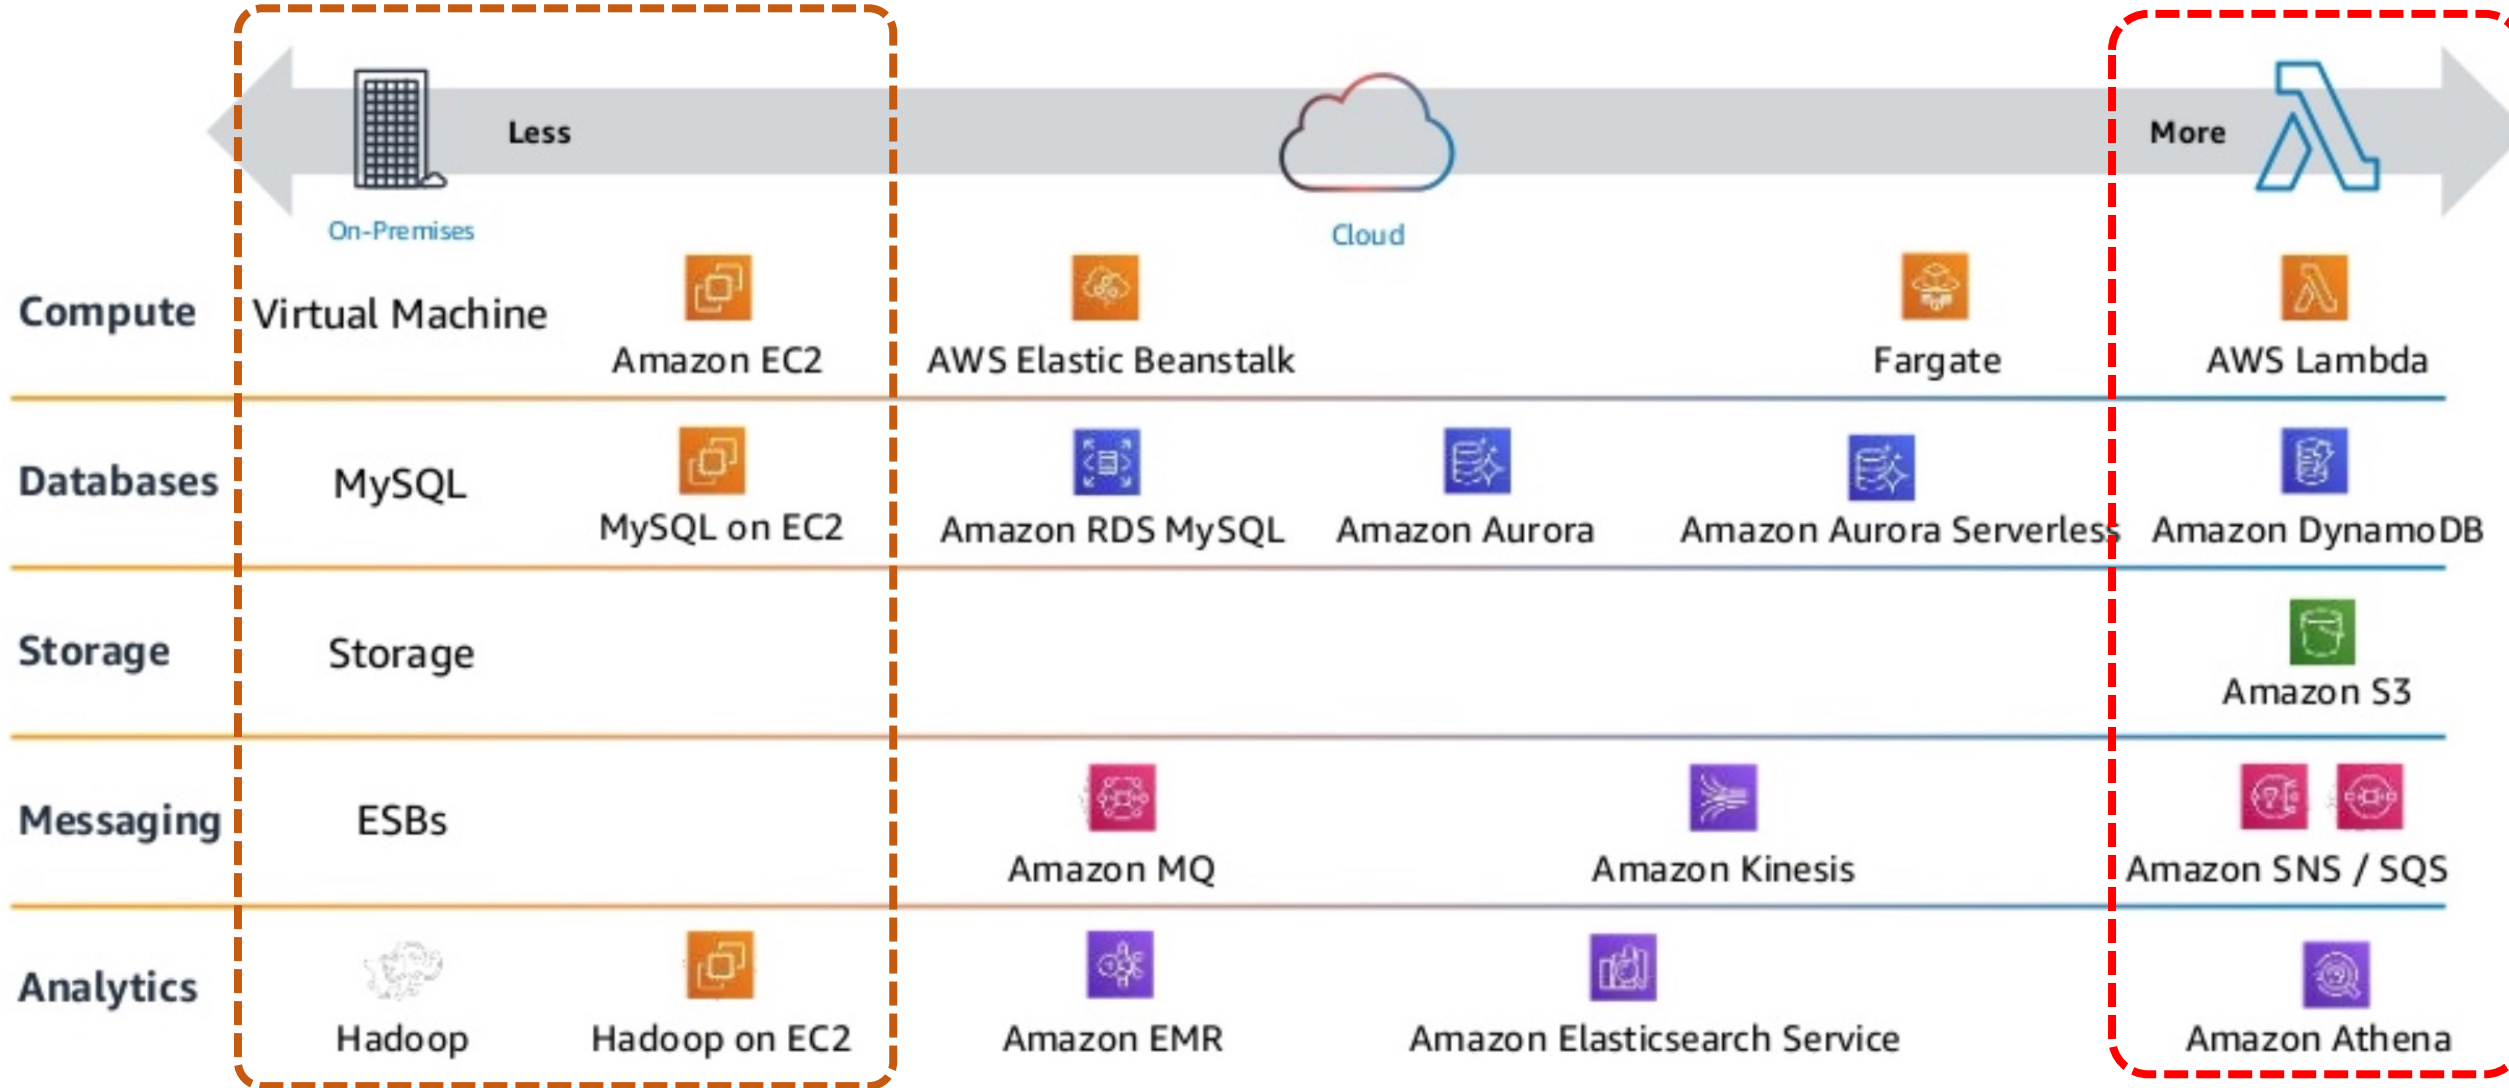 Less
More
On-Premises
Cloud
Compute
Virtual Machine
Amazon EC2
AWS Elastic Beanstalk
Fargate
AWS Lambda
Databases
MySQL
MySQL on EC2
Amazon RDS MySQL
Amazon Aurora
Amazon Aurora Serverless
Amazon DynamoDB
Storage
Storage
Amazon S3
Messaging
ESBs
Amazon MQ
Amazon Kinesis
Amazon SNS / SQS
Analytics
Hadoop
Hadoop on EC2
Amazon EMR
Amazon Elasticsearch Service
Amazon Athena